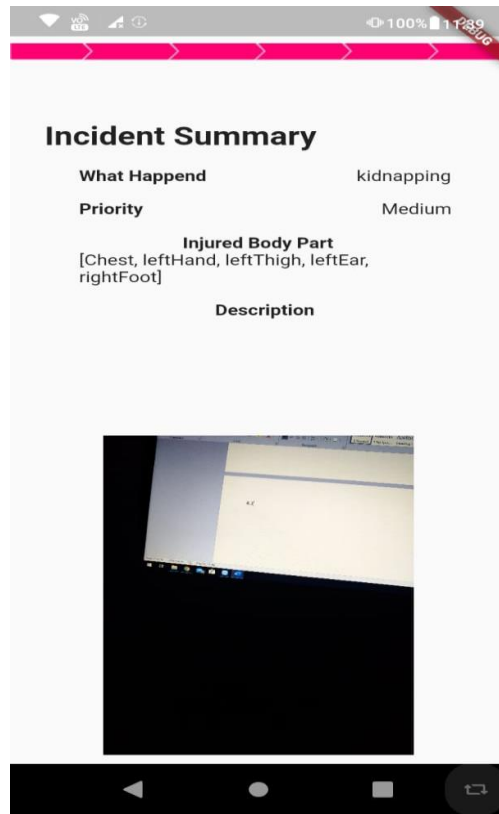 VoLTE 100% 11:39
DEBUG
Incident Summary
What Happend kidnapping
Priority Medium
Injured Body Part
[Chest, leftHand, leftThigh, leftEar,
rightFoot]
Description